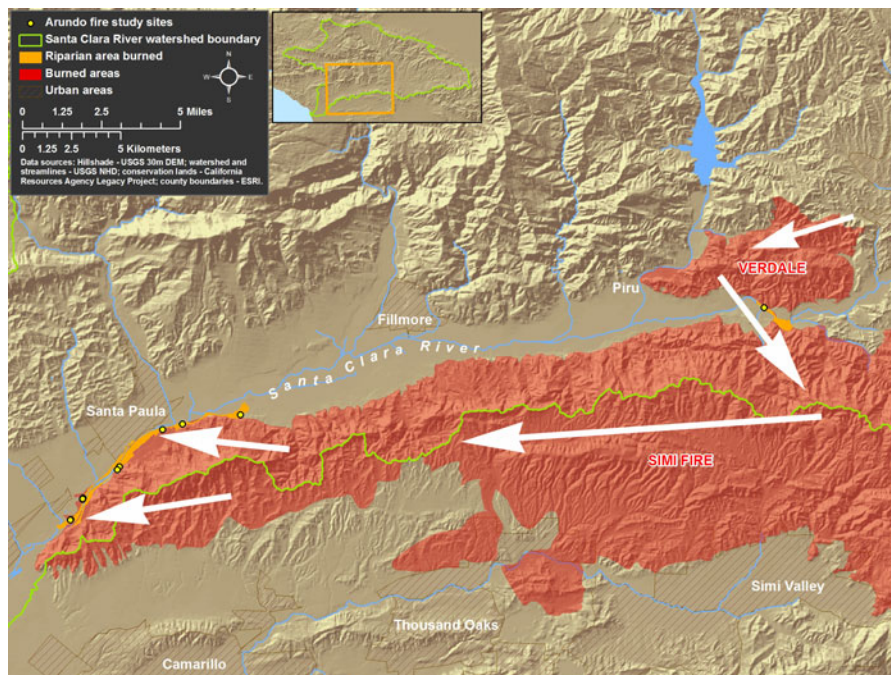 Arundo fire study sites
Santa Clara River watershed boundary
Riparian area burned
Burned areas
Urban areas
N
W E
S
0 1.25 2.5 5 Miles
0 1.25 2.5 5 Kilometers
Data sources: Hillshade - USGS 30m DEM; watershed and
streamlines - USGS NHD; conservation lands - California
Resources Agency Legacy Project; county boundaries - ESRI.
VERDALE
Piru
Fillmore
Santa Clara River
Santa Paula
SIMI FIRE
Simi Valley
Thousand Oaks
Camarillo